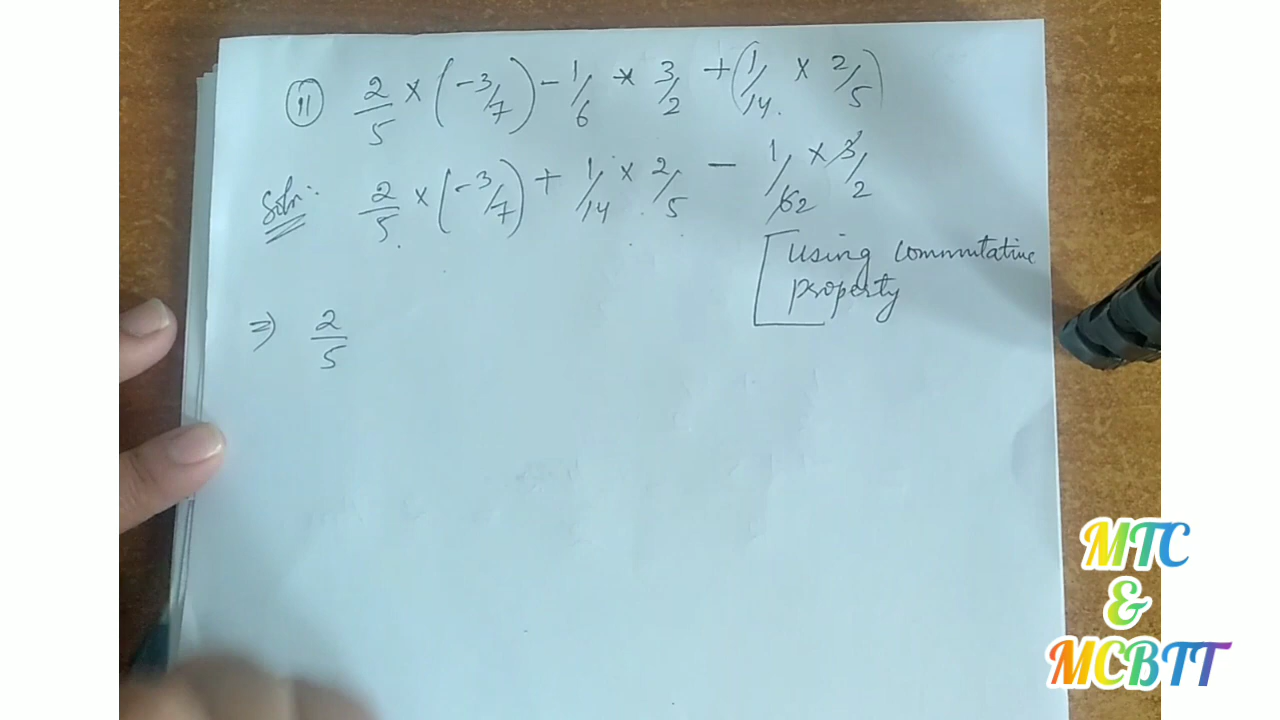 (ii) 2/5 × (-3/7) - 1/6 × 3/2 + (1/14 × 2/5)
Soln:- 2/5 × (-3/7) + 1/14 × 2/5 - 1/62 × 3/2
[Using commutative
property
⇒ 2/5
MTC
&
MCBTT